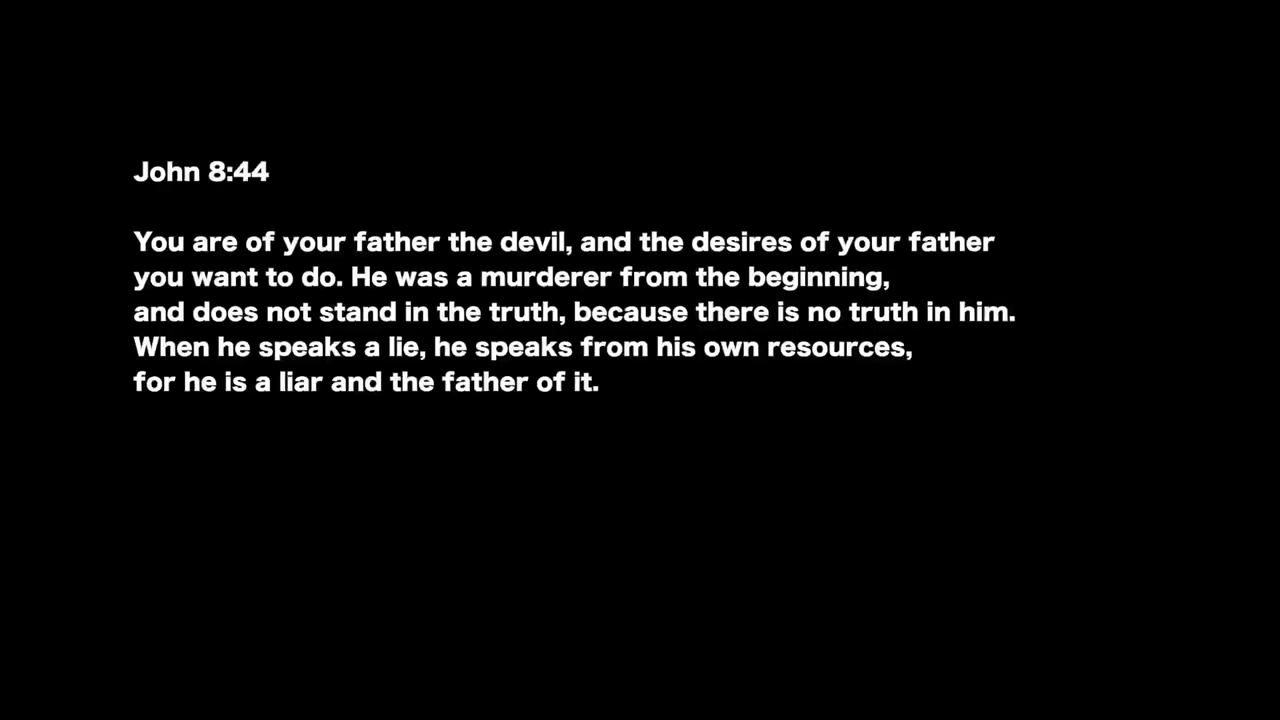 John 8:44
You are of your father the devil, and the desires of your father
you want to do. He was a murderer from the beginning,
and does not stand in the truth, because there is no truth in him.
When he speaks a lie, he speaks from his own resources,
for he is a liar and the father of it.